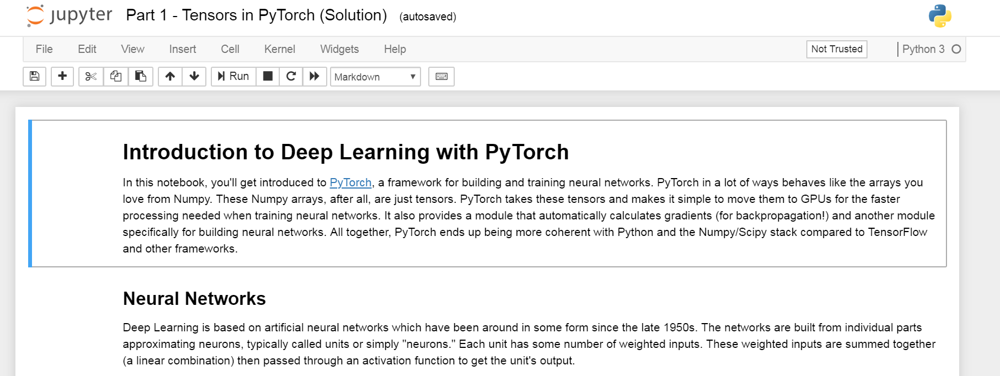 jupyter Part 1 - Tensors in PyTorch (Solution) (autosaved)
File Edit View Insert Cell Kernel Widgets Help Not Trusted Python 3
Run Markdown
Introduction to Deep Learning with PyTorch
In this notebook, you'll get introduced to PyTorch, a framework for building and training neural networks. PyTorch in a lot of ways behaves like the arrays you
love from Numpy. These Numpy arrays, after all, are just tensors. PyTorch takes these tensors and makes it simple to move them to GPUs for the faster
processing needed when training neural networks. It also provides a module that automatically calculates gradients (for backpropagation!) and another module
specifically for building neural networks. All together, PyTorch ends up being more coherent with Python and the Numpy/Scipy stack compared to TensorFlow
and other frameworks.
Neural Networks
Deep Learning is based on artificial neural networks which have been around in some form since the late 1950s. The networks are built from individual parts
approximating neurons, typically called units or simply "neurons." Each unit has some number of weighted inputs. These weighted inputs are summed together
(a linear combination) then passed through an activation function to get the unit's output.